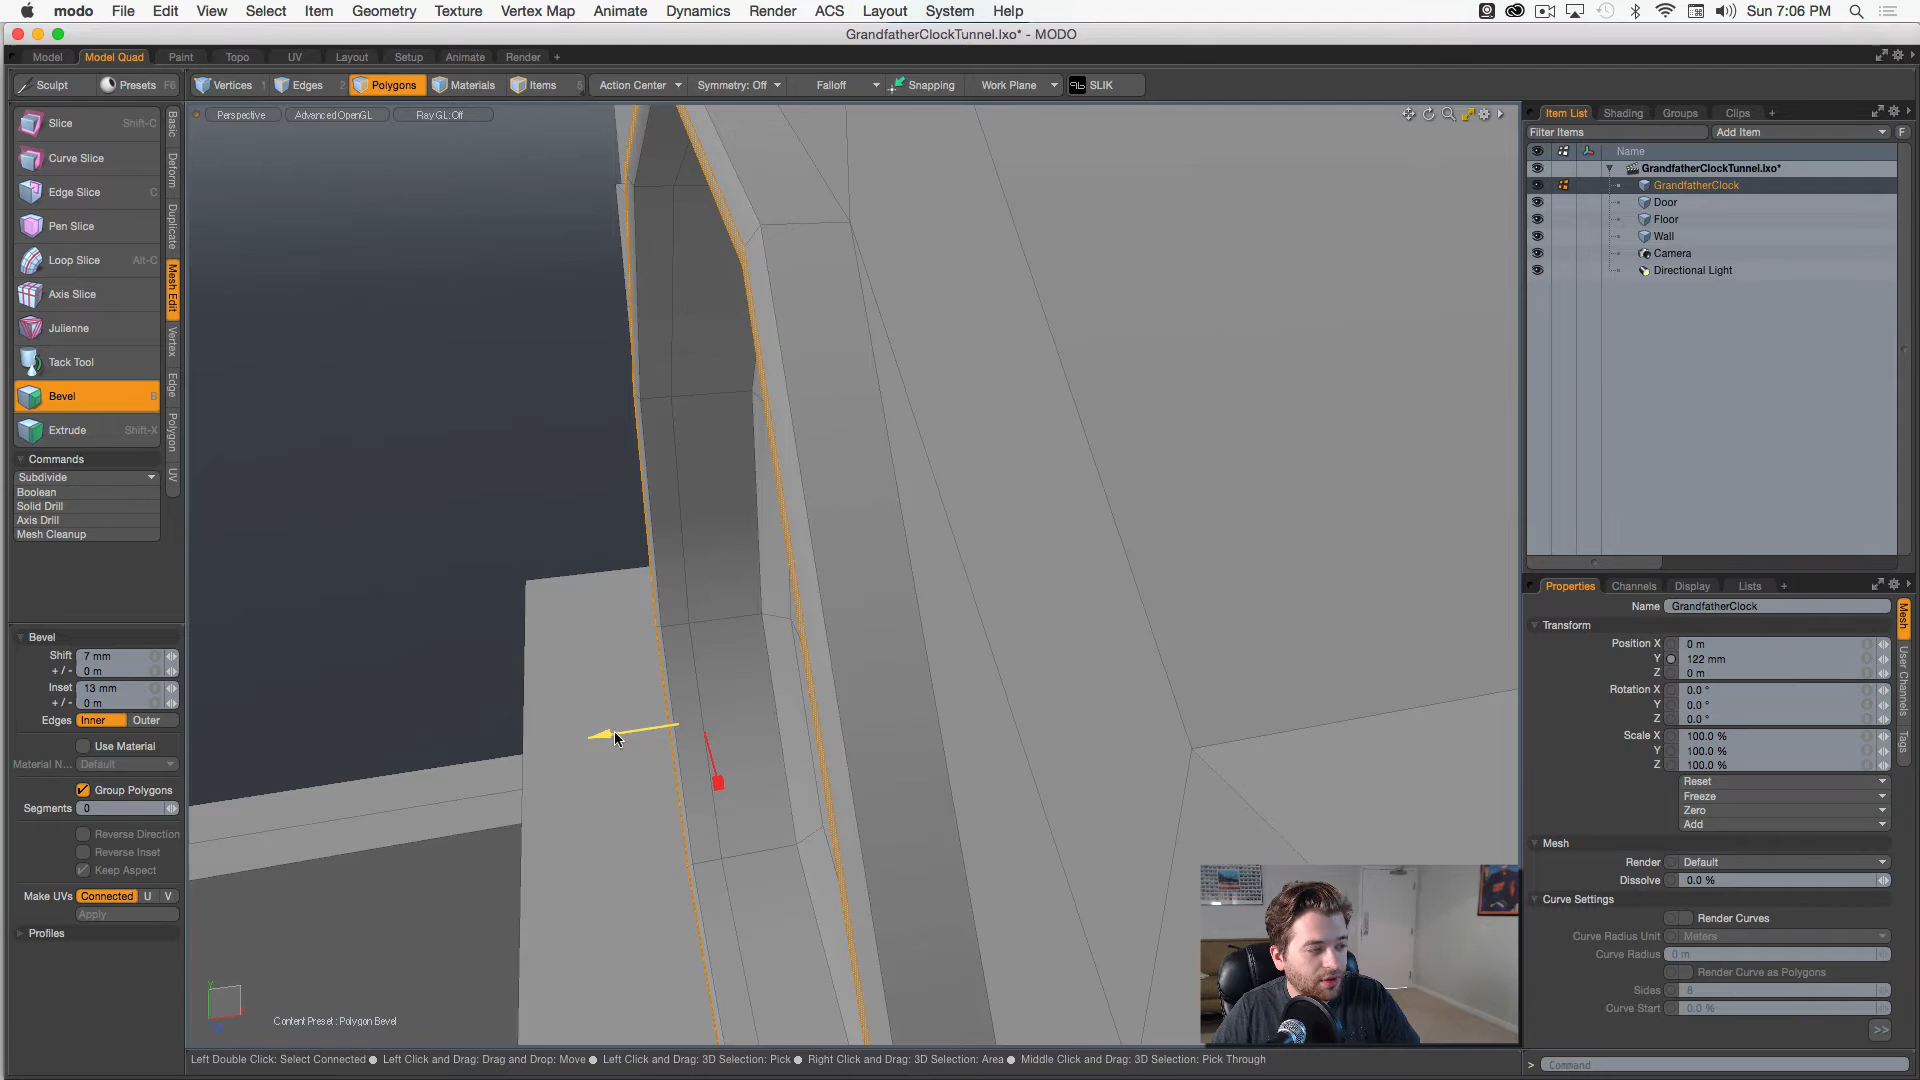 modo File Edit View Select Item Geometry Texture Vertex Map Animate Dynamics Render ACS Layout System Help Sun 7:06 PM
GrandfatherClockTunnel.lxo* - MODO
Model Model Quad Paint Topo UV Layout Setup Animate Render +
Sculpt Presets F6 Vertices 1 Edges 2 Polygons Materials Items 5 Action Center Symmetry: Off Falloff Snapping Work Plane SLIK
Perspective Advanced OpenGL Ray GL: Off
Item List Shading Groups Clips +
Filter Items Add Item F
Name
GrandfatherClockTunnel.lxo*
GrandfatherClock
Door
Floor
Wall
Camera
Directional Light
Slice Shift-C
Curve Slice
Edge Slice C
Pen Slice
Loop Slice Alt-C
Axis Slice
Julienne
Tack Tool
Bevel B
Extrude Shift-X
Basic
Deform
Duplicate
Mesh Edit
Vertex
Edge
Polygon
UV
Commands
Subdivide
Boolean
Solid Drill
Axis Drill
Mesh Cleanup
Bevel
Shift 7 mm
+ / - 0 m
Inset 13 mm
+ / - 0 m
Edges Inner Outer
Use Material
Material N... Default
Group Polygons
Segments 0
Reverse Direction
Reverse Inset
Keep Aspect
Make UVs Connected U V
Apply
Profiles
Content Preset : Polygon Bevel
Properties Channels Display Lists +
Name GrandfatherClock
Transform
Position X 0 m
Y 122 mm
Z 0 m
Rotation X 0.0 °
Y 0.0 °
Z 0.0 °
Scale X 100.0 %
Y 100.0 %
Z 100.0 %
Reset
Freeze
Zero
Add
Mesh
Render Default
Dissolve 0.0 %
Curve Settings
Render Curves
Curve Radius Unit Meters
Curve Radius 0 m
Render Curve as Polygons
Sides 8
Curve Start 0.0 %
>>
Mesh
User Channels
Tags
Left Double Click: Select Connected ● Left Click and Drag: Drag and Drop: Move ● Left Click and Drag: 3D Selection: Pick ● Right Click and Drag: 3D Selection: Area ● Middle Click and Drag: 3D Selection: Pick Through
> Command